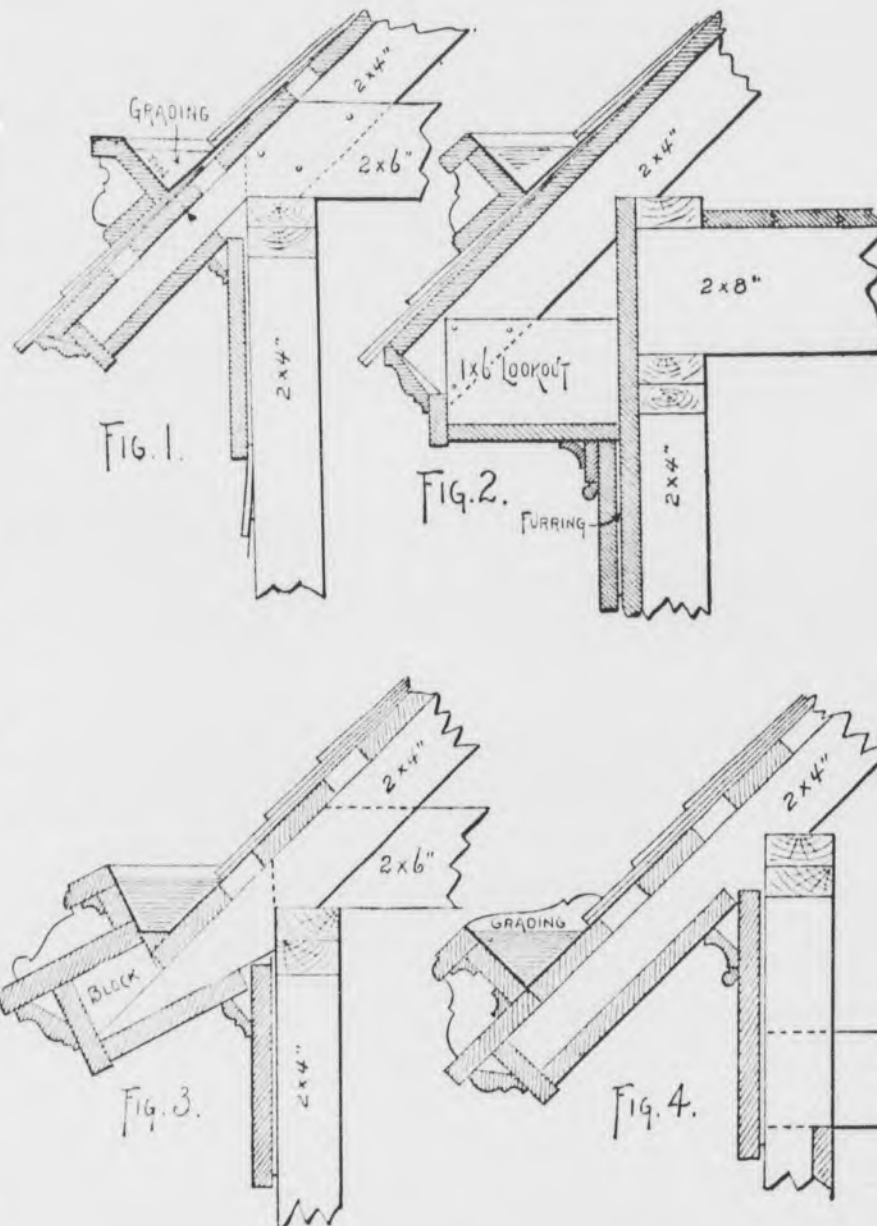 GRADING
2x4"
2x6"
2x4"
FIG. 1.
2x4"
2x8"
1x6" LOOKOUT
2x4"
FIG. 2.
FURRING
2x4"
2x6"
BLOCK
2x4"
FIG. 3.
2x4"
GRADING
FIG. 4.